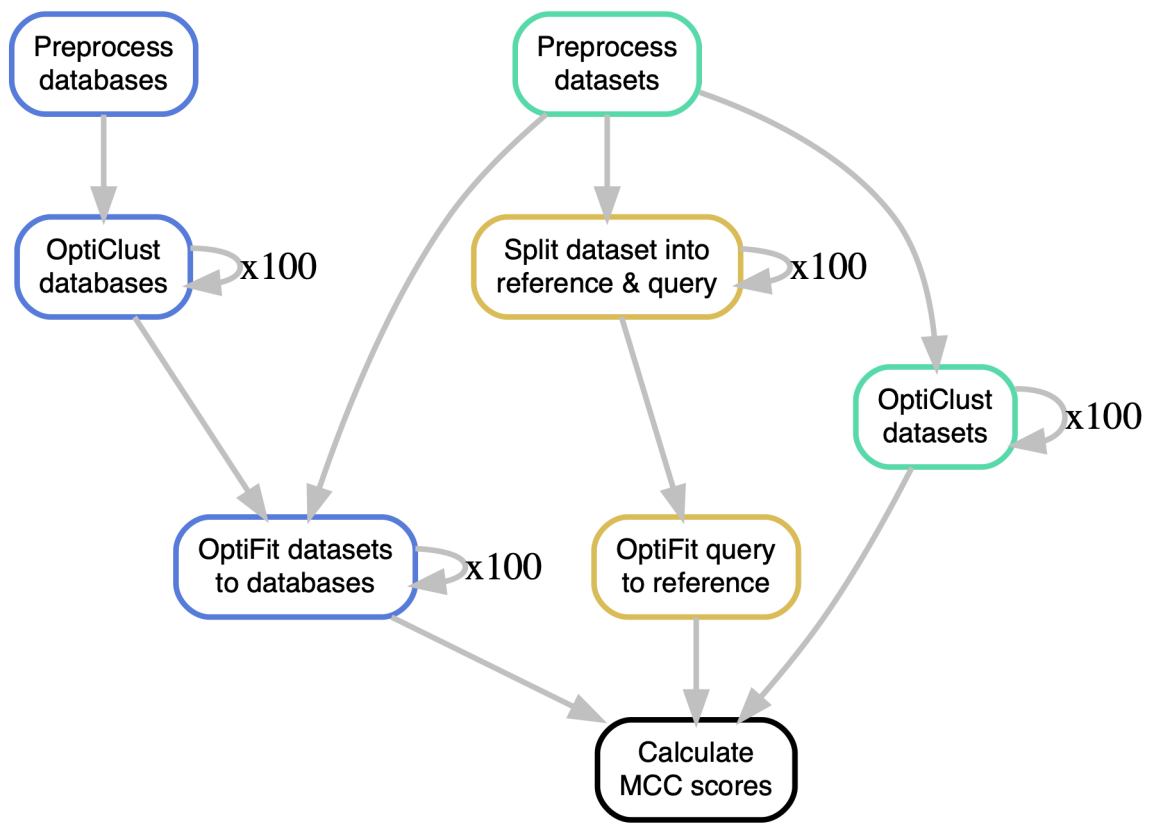 Preprocess
databases
Preprocess
datasets
OptiClust
databases
x100
Split dataset into
reference & query
x100
OptiClust
datasets
x100
OptiFit datasets
to databases
x100
OptiFit query
to reference
Calculate
MCC scores